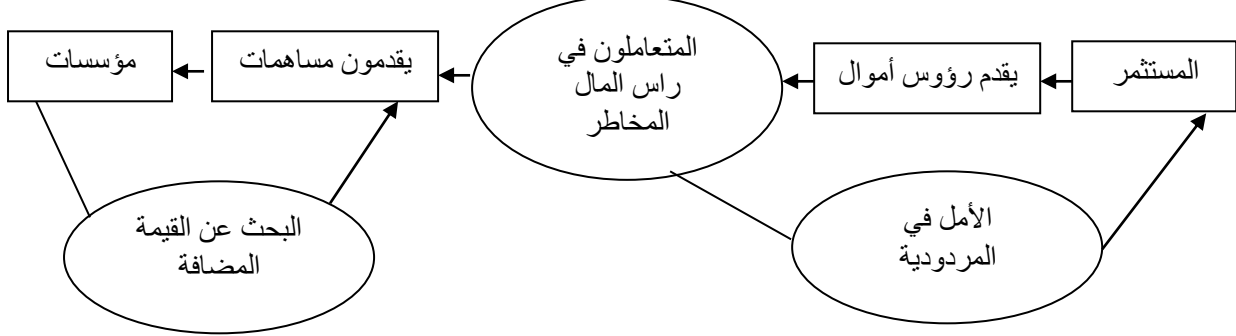 المستثمر
يقدم رؤوس أموال
المتعاملون في
راس المال
المخاطر
يقدمون مساهمات
مؤسسات
الأمل في
المردودية
البحث عن القيمة
المضافة